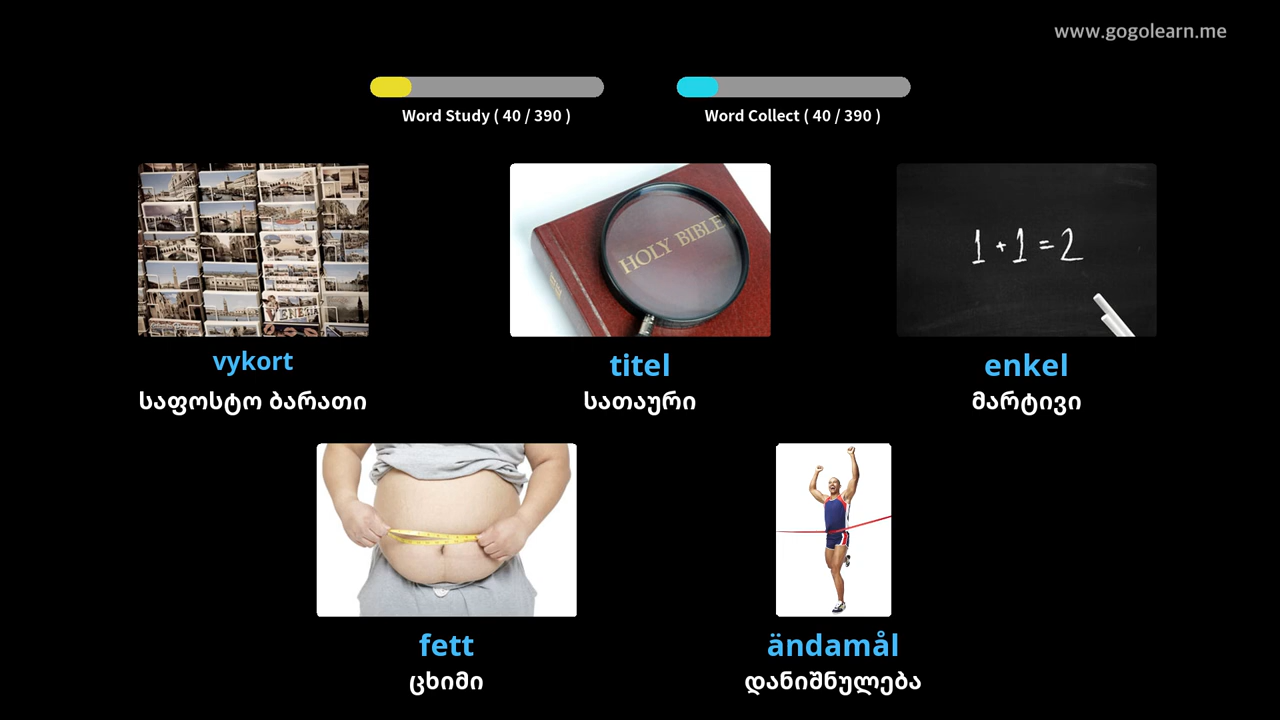 www.gogolearn.me
Word Study ( 40 / 390 )
Word Collect ( 40 / 390 )
HOLY BIBLE
1 + 1 = 2
vykort
titel
enkel
საფოსტო ბარათი
სათაური
მარტივი
fett
ändamål
ცხიმი
დანიშნულება